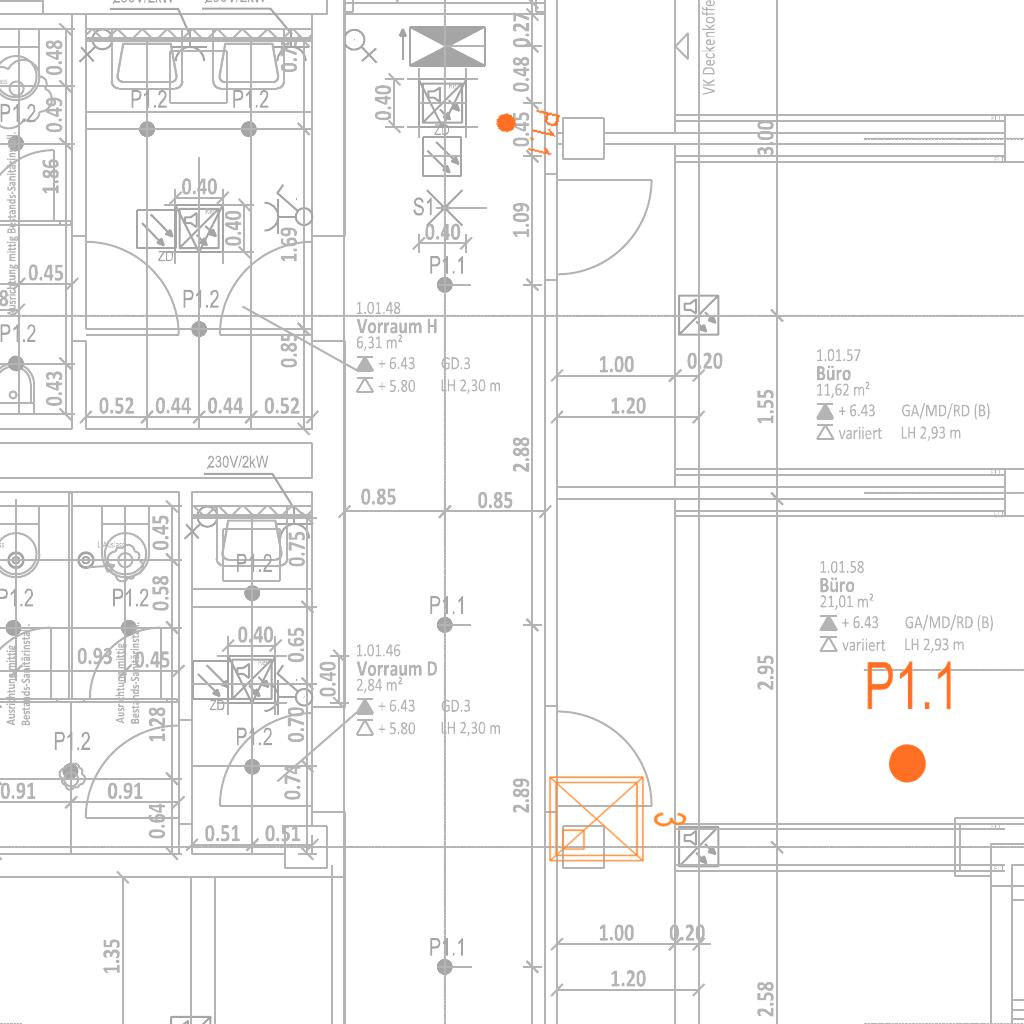 230V/2kW
230V/2kW
VK Deckenkoffe
0.48
P1.2
P1.2
0.27
0.48
0.40
0.45
P1.1
ZD
P1.2
0.49
3.00
Ausrichtung mittig Bestands-Sanitärinstal.
1.86
0.40
0.40
S1
1.09
1.69
0.40
ZD
P1.1
0.45
P1.2
1.01.48
Vorraum H
6,31 m²
+ 6.43 GD.3
+ 5.80 LH 2,30 m
P1.2
0.85
0.20
1.00
1.01.57
Büro
11,62 m²
+ 6.43 GA/MD/RD (B)
variiert LH 2,93 m
0.43
0.52
0.44
0.44
0.52
1.20
1.55
2.88
230V/2kW
0.85
0.85
0.45
0.75
P1.2
0.58
P1.2
P1.2
P1.1
1.01.58
Büro
21,01 m²
+ 6.43 GA/MD/RD (B)
variiert LH 2,93 m
0.40
0.65
0.93
0.45
0.40
1.01.46
Vorraum D
2,84 m²
+ 6.43 GD.3
+ 5.80 LH 2,30 m
2.95
P1.1
Ausrichtung mittig
Bestands-Sanitärinstal.
Ausrichtung mittig
Bestands-Sanitärinstal.
ZD
1.28
0.70
P1.2
P1.2
0.74
2.89
0.91
0.91
0.64
0.51
0.51
3
1.00
0.20
P1.1
1.35
1.20
2.58